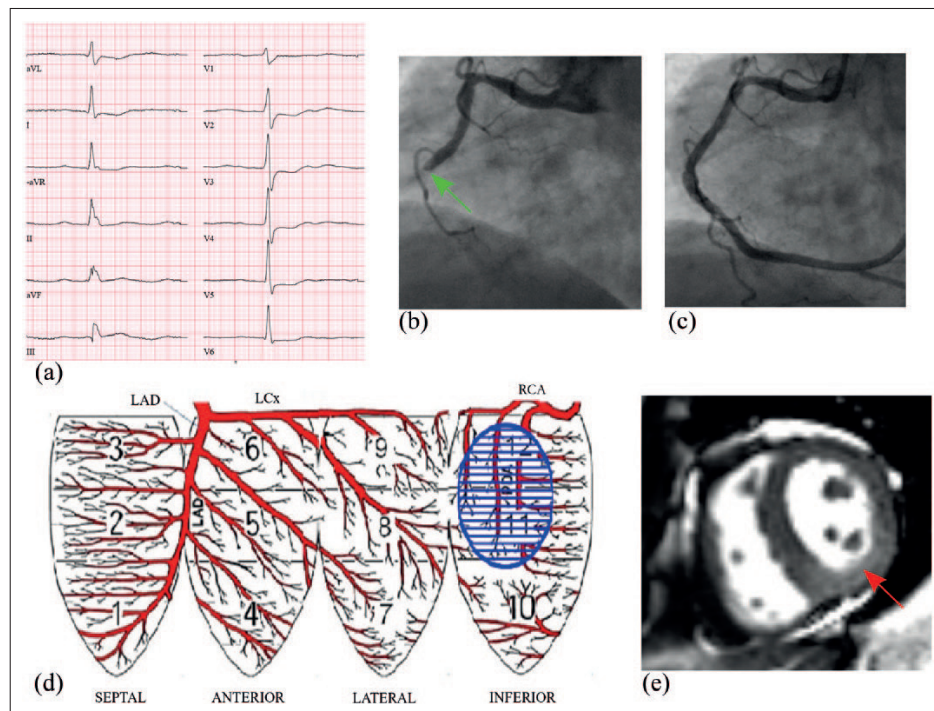 aVL V1
I V2
-aVR V3
II V4
aVF V5
III V6
(a)
(b)
(c)
LAD LCx RCA
3 6 9 12
LAD PDA
2 5 8 11
1 4 7 10
SEPTAL ANTERIOR LATERAL INFERIOR
(d)
(e)